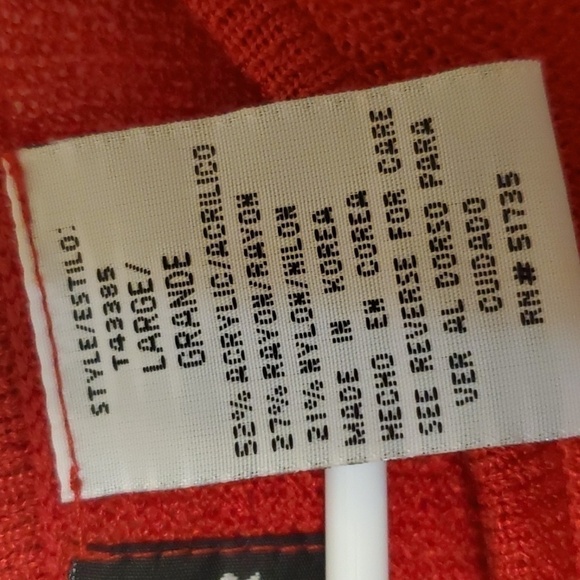 STYLE/ESTILO:
T43385
LARGE/
GRANDE
52% ACRYLIC/ACRILICO
27% RAYON/RAYON
21% NYLON/NILON
MADE IN KOREA
HECHO EN COREA
SEE REVERSE FOR CARE
VER AL DORSO PARA
CUIDADO
RN# 51735